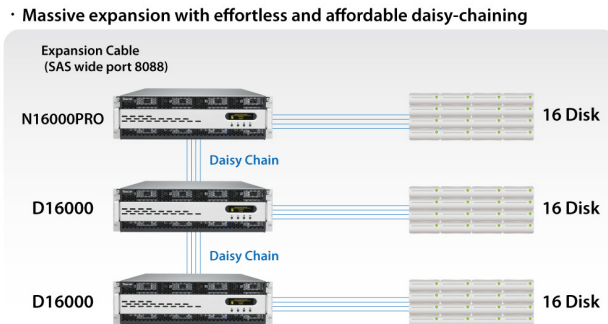 · Massive expansion with effortless and affordable daisy-chaining
Expansion Cable
(SAS wide port 8088)
N16000PRO
16 Disk
Daisy Chain
D16000
16 Disk
Daisy Chain
D16000
16 Disk